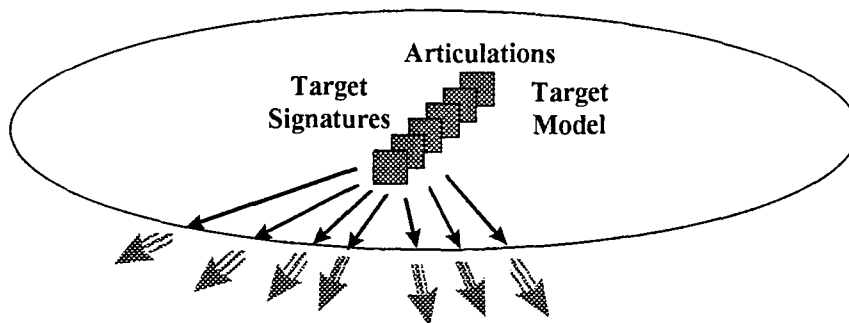 Articulations
Target
Signatures
Target
Model